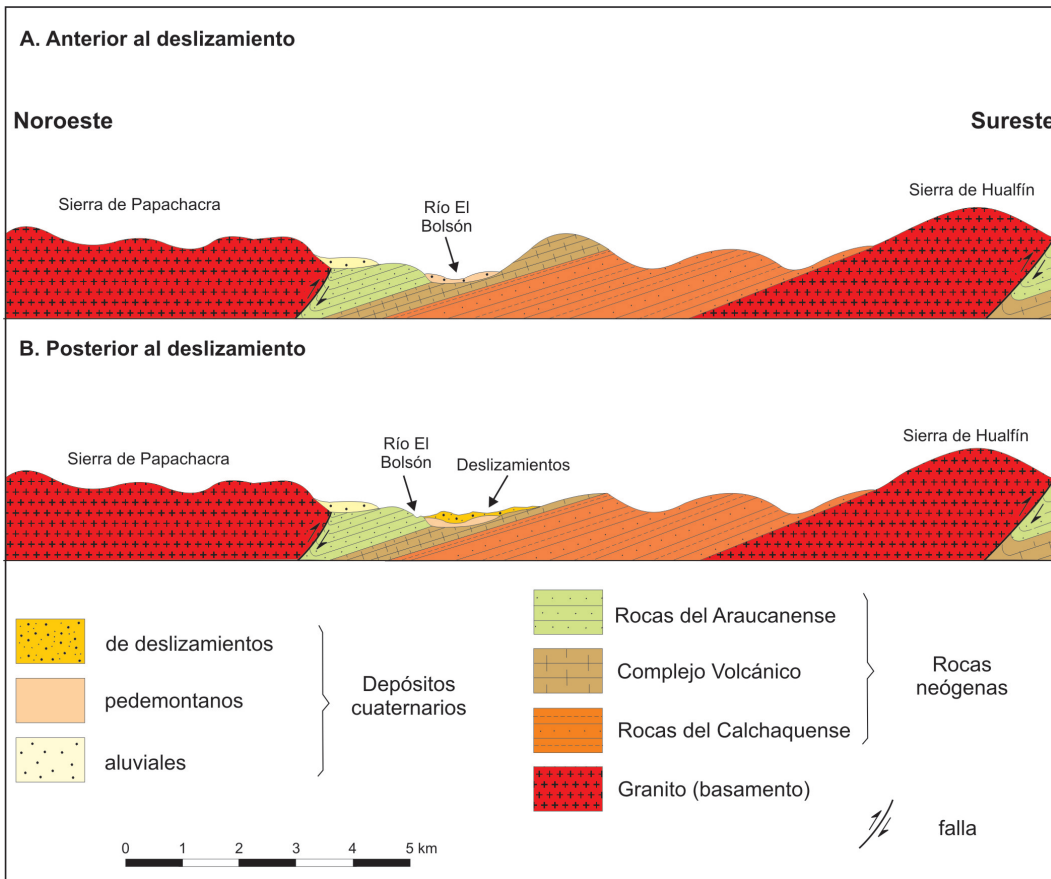 A. Anterior al deslizamiento
Noroeste
Sureste
Sierra de Papachacra
Río El
Bolsón
Sierra de Hualfín
B. Posterior al deslizamiento
Sierra de Papachacra
Río El
Bolsón
Deslizamientos
Sierra de Hualfín
de deslizamientos
pedemontanos
aluviales
Depósitos
cuaternarios
Rocas del Araucanense
Complejo Volcánico
Rocas del Calchaquense
Rocas
neógenas
Granito (basamento)
falla
0 1 2 3 4 5 km